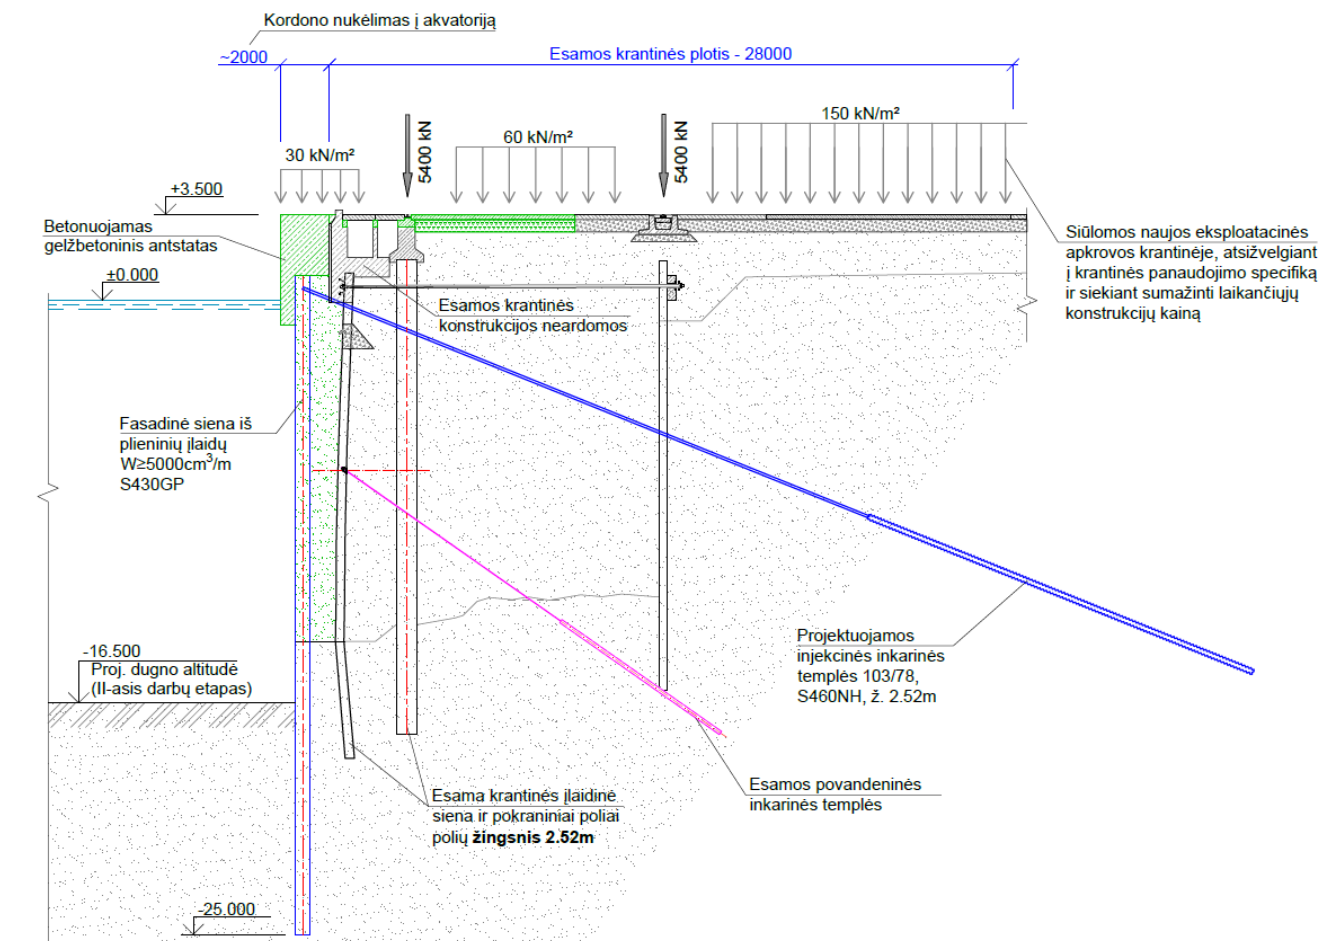 Kordono nukėlimas į akvatoriją
~2000
Esamos krantinės plotis - 28000
30 kN/m²
5400 kN
60 kN/m²
5400 kN
150 kN/m²
+3.500
Betonuojamas
gelžbetoninis antstatas
±0.000
Siūlomos naujos eksploatacinės
apkrovos krantinėje, atsižvelgiant
į krantinės panaudojimo specifiką
ir siekiant sumažinti laikančiųjų
konstrukcijų kainą
Esamos krantinės
konstrukcijos neardomos
Fasadinė siena iš
plieninių įlaidų
W≥5000cm³/m
S430GP
-16.500
Proj. dugno altitudė
(II-asis darbų etapas)
Projektuojamos
injekcinės inkarinės
templės 103/78,
S460NH, ž. 2.52m
Esamos povandeninės
inkarinės templės
Esama krantinės įlaidinė
siena ir pokraniniai poliai
polių žingsnis 2.52m
-25.000